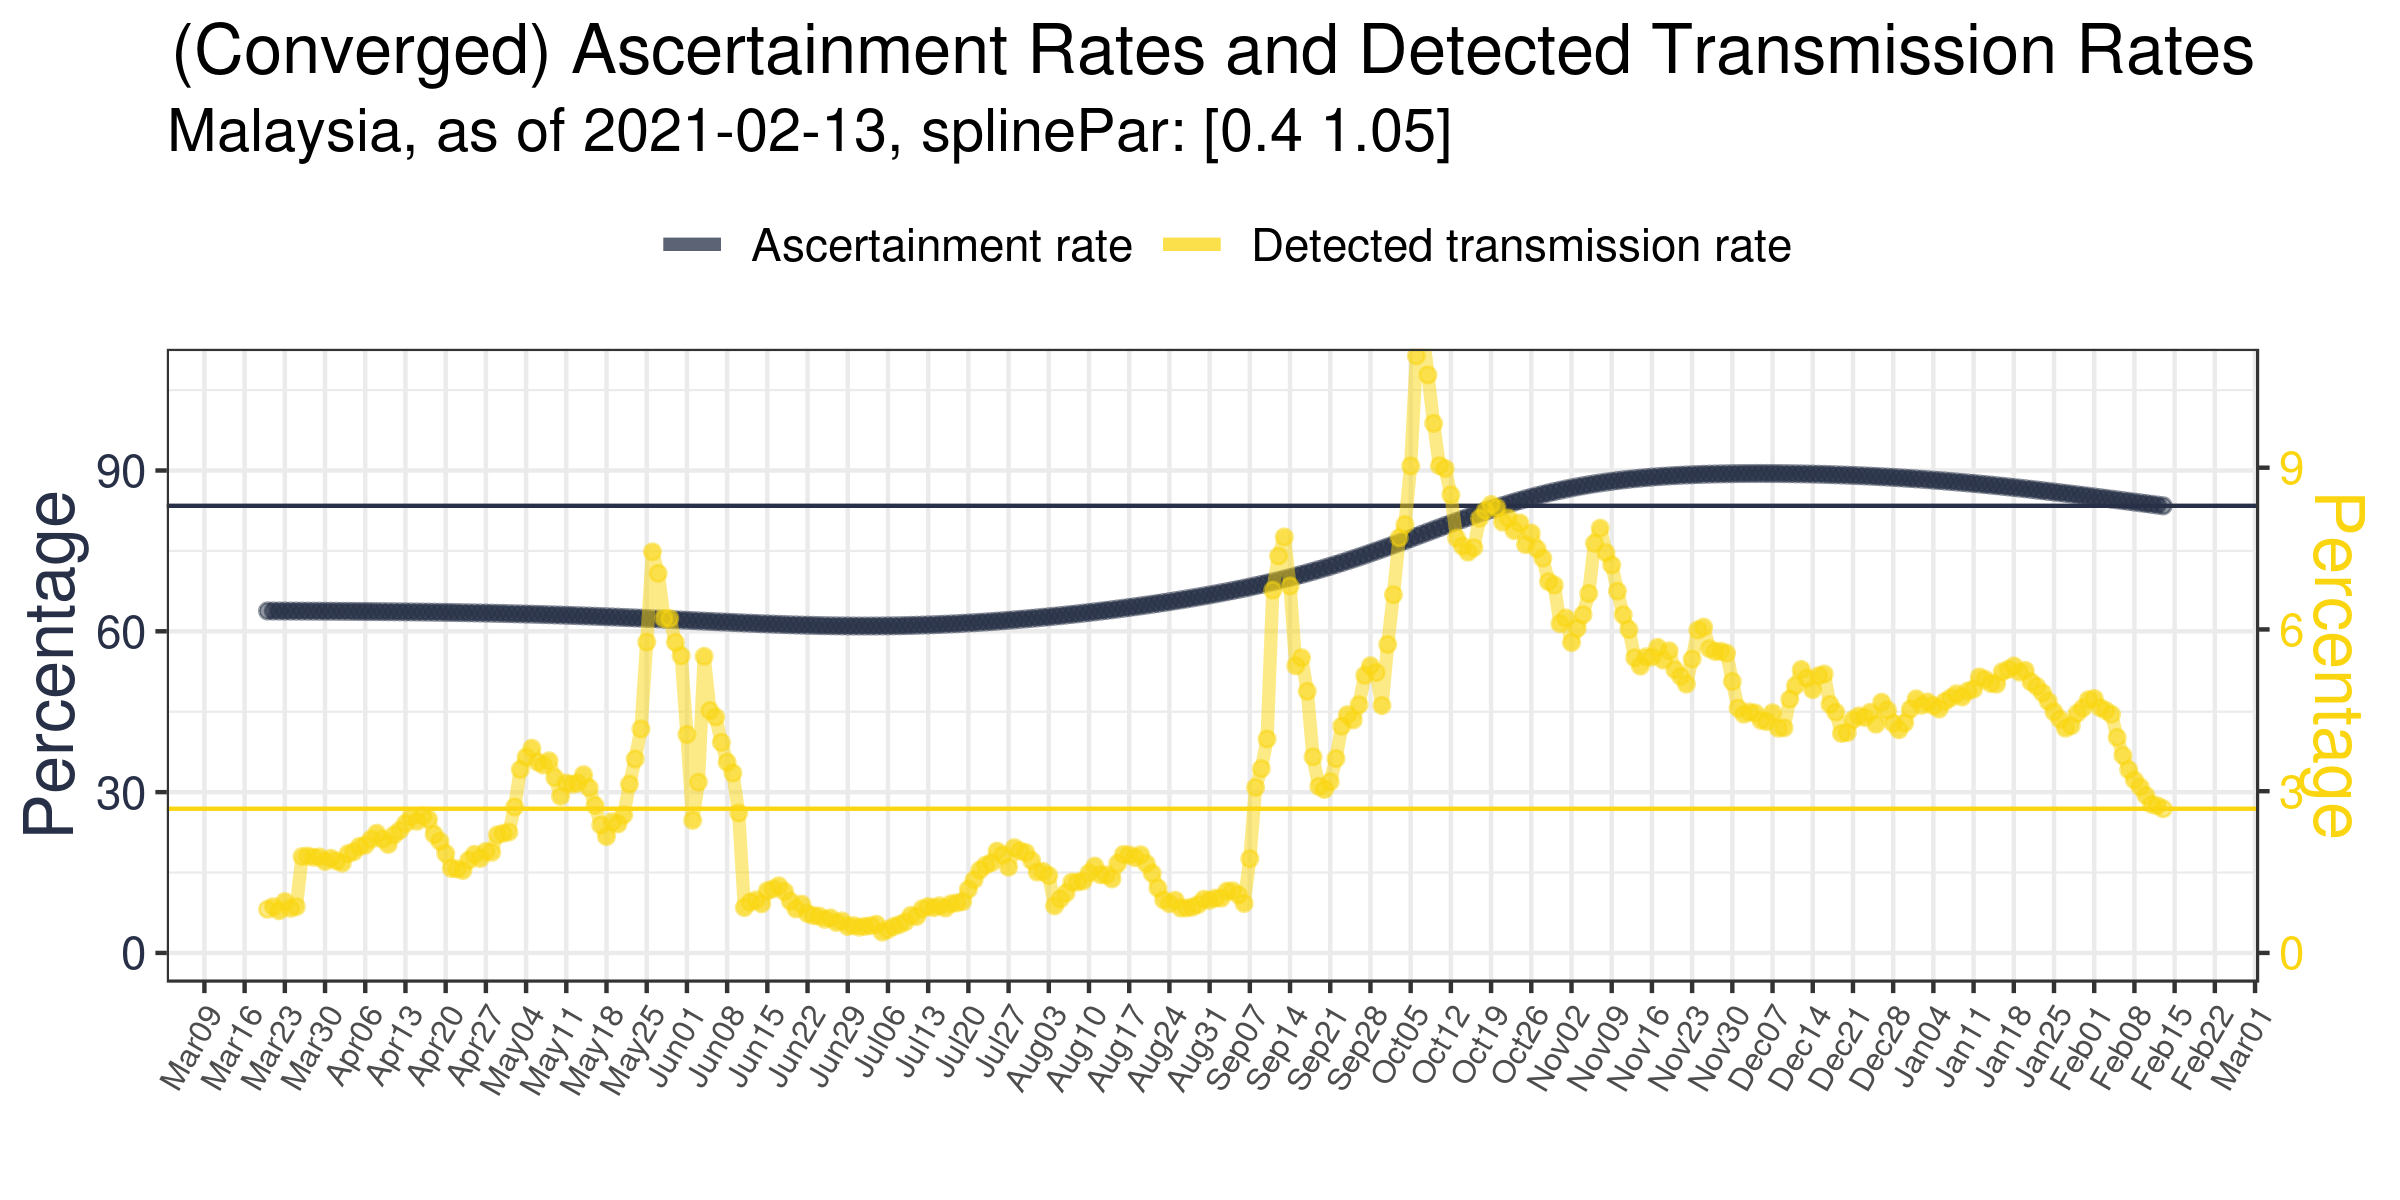 (Converged) Ascertainment Rates and Detected Transmission Rates
Malaysia, as of 2021-02-13, splinePar: [0.4 1.05]
Ascertainment rate Detected transmission rate
Percentage
90
60
30
0
9
6
3
0
Percentage
Mar09 Mar16 Mar23 Mar30 Apr06 Apr13 Apr20 Apr27 May04 May11 May18 May25 Jun01 Jun08 Jun15 Jun22 Jun29 Jul06 Jul13 Jul20 Jul27 Aug03 Aug10 Aug17 Aug24 Aug31 Sep07 Sep14 Sep21 Sep28 Oct05 Oct12 Oct19 Oct26 Nov02 Nov09 Nov16 Nov23 Nov30 Dec07 Dec14 Dec21 Dec28 Jan04 Jan11 Jan18 Jan25 Feb01 Feb08 Feb15 Feb22 Mar01